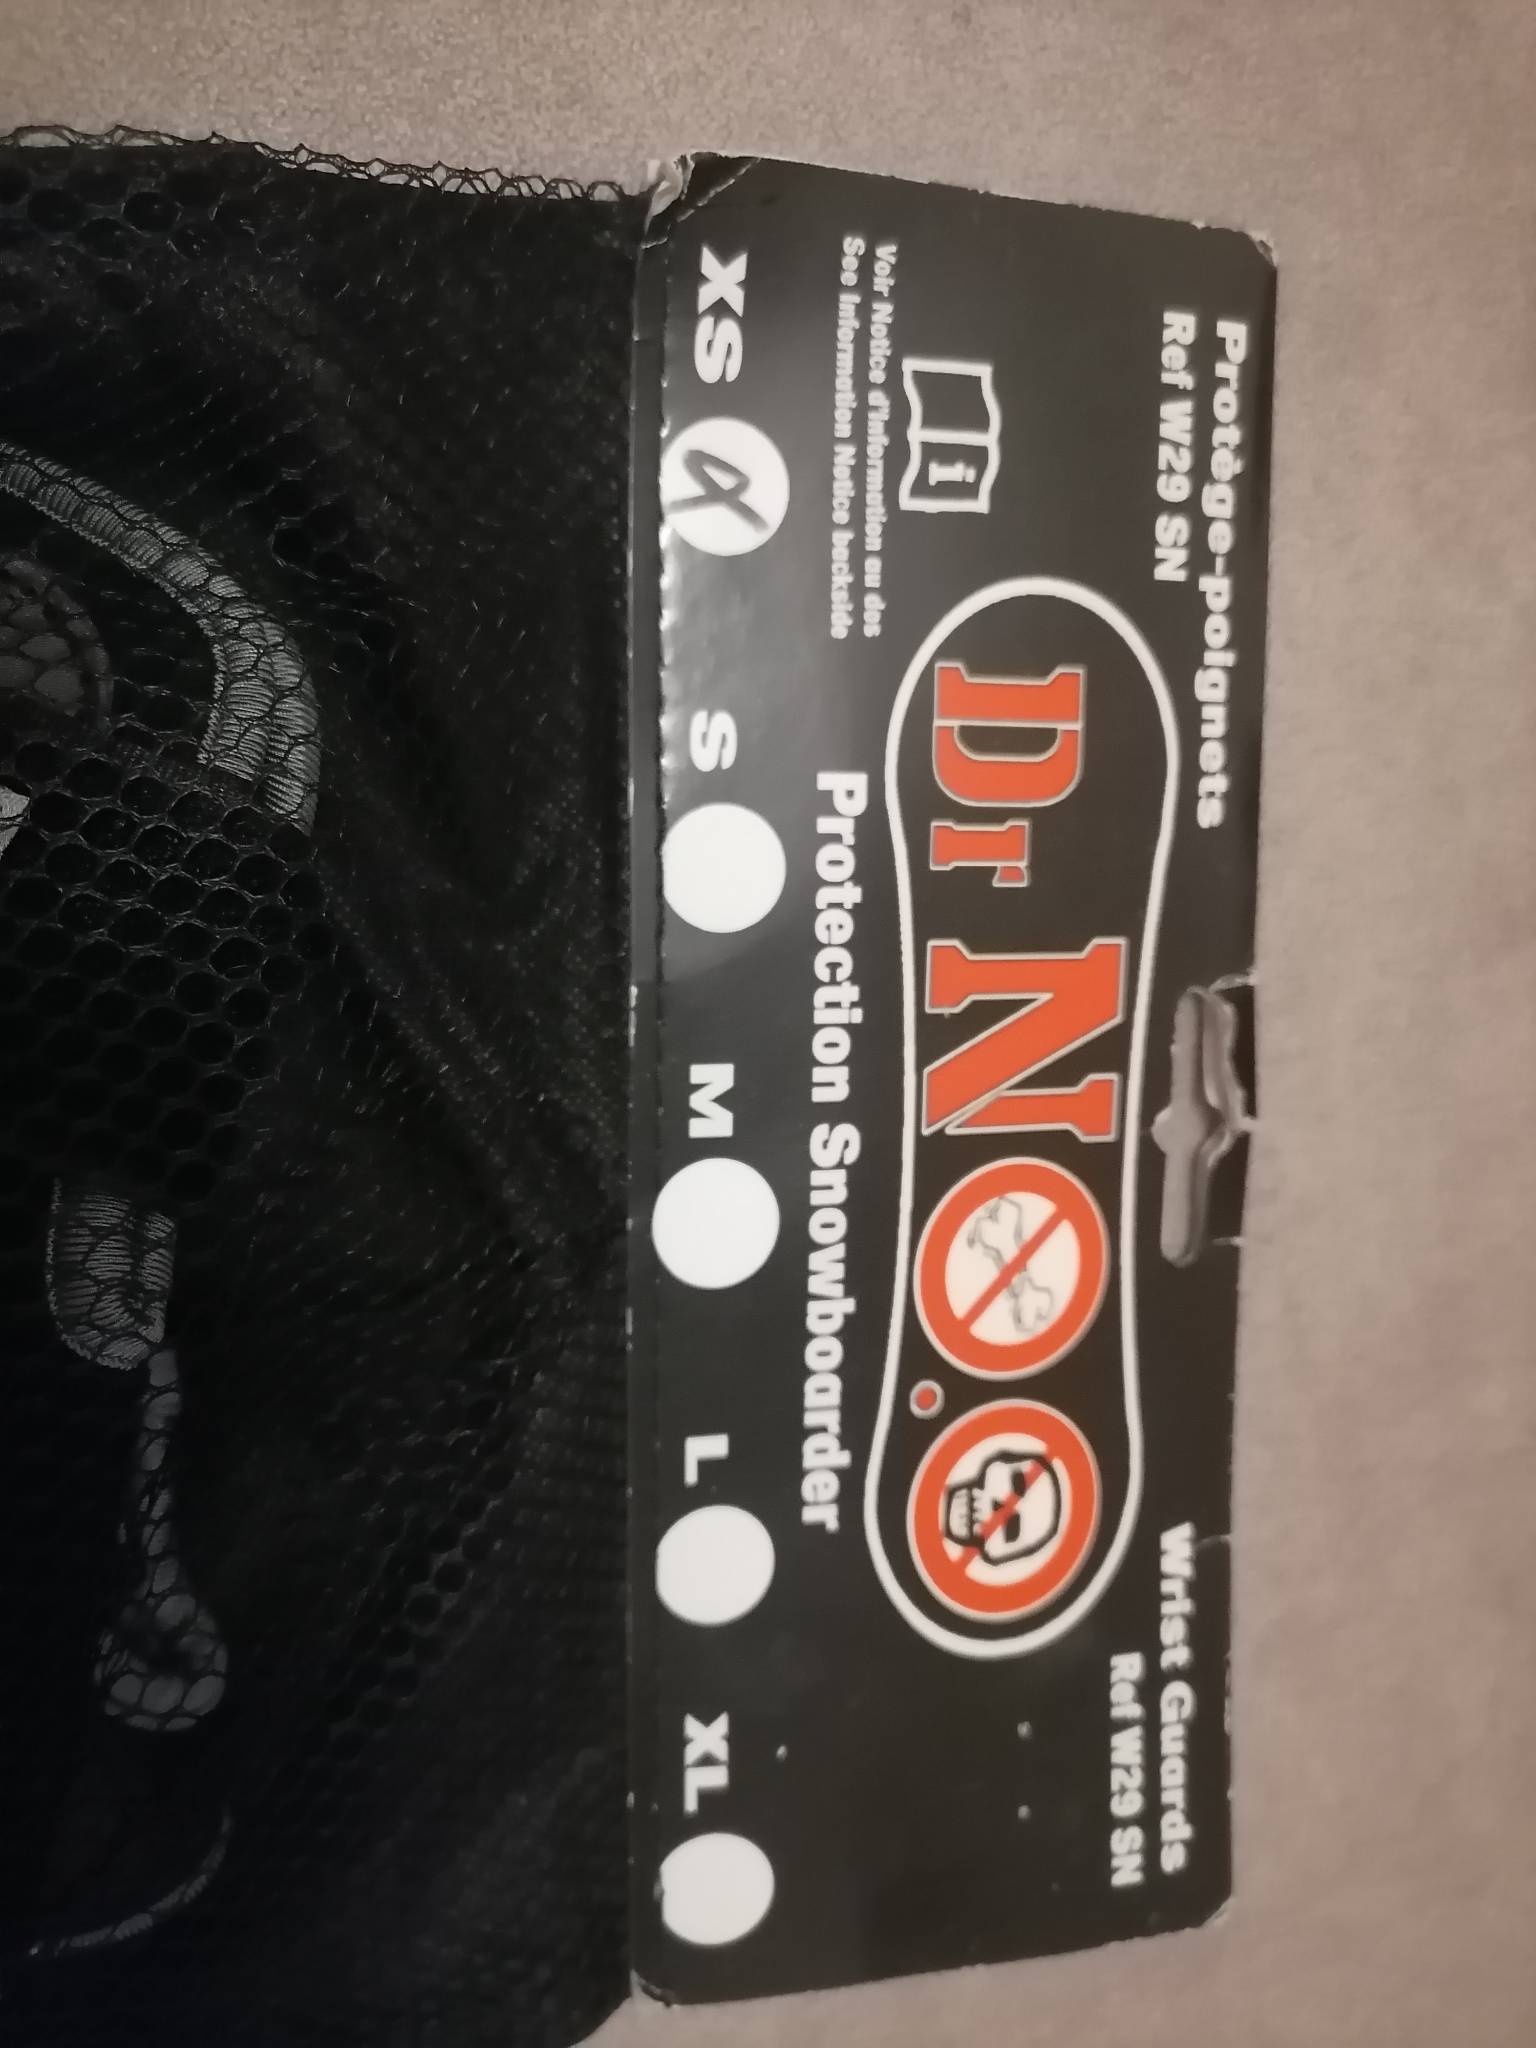 Protège-poignets
Ref W29 SN
Wrist Guards
Ref W29 SN
i
Dr N
Voir Notice d'information au dos
See Information Notice backside
Protection Snowboarder
XS S M L XL